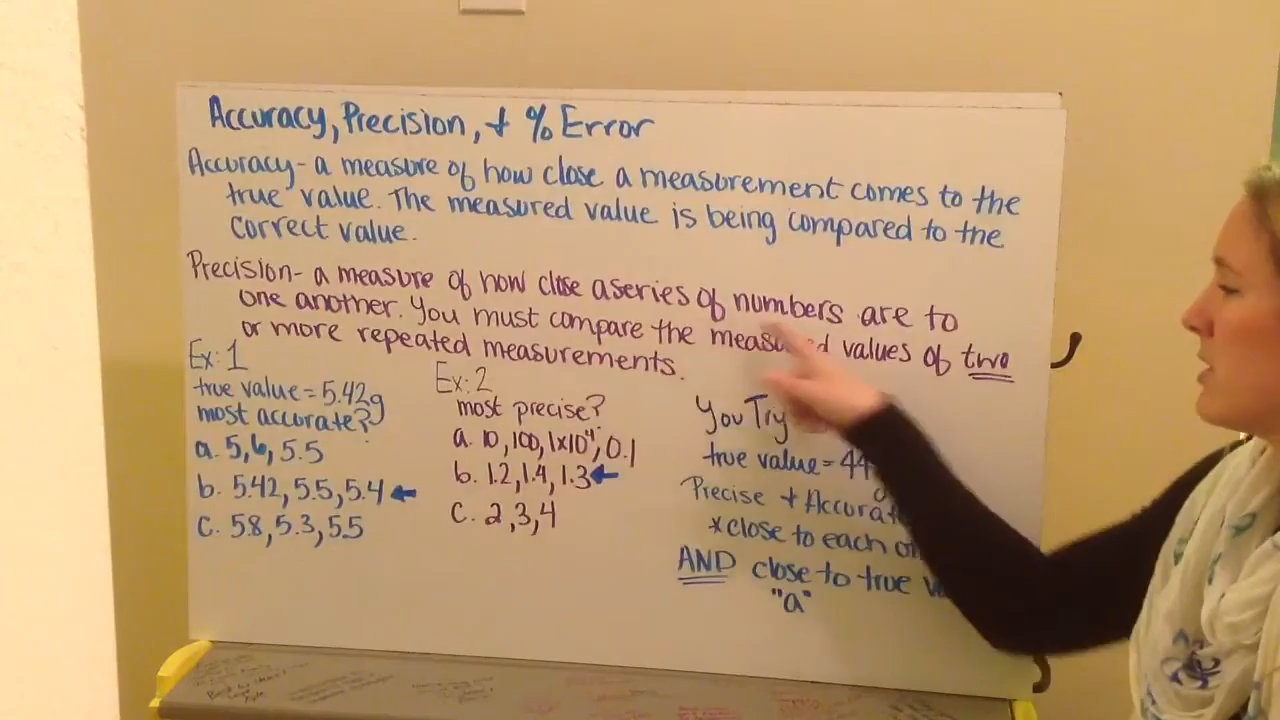 Accuracy, Precision, + % Error
Accuracy - a measure of how close a measurement comes to the
true value. The measured value is being compared to the
correct value.
Precision - a measure of how close a series of numbers are to
one another. You must compare the measured values of two
or more repeated measurements.
Ex: 1
true value = 5.42g
most accurate?
a. 5, 6, 5.5
b. 5.42, 5.5, 5.4 ←
c. 5.8, 5.3, 5.5
Ex: 2
most precise?
a. 10, 100, 1x10⁴, 0.1
b. 1.2, 1.4, 1.3 ←
c. 2, 3, 4
You Try
true value = 44
Precise + Accurat
*close to each
AND close to true
"a"